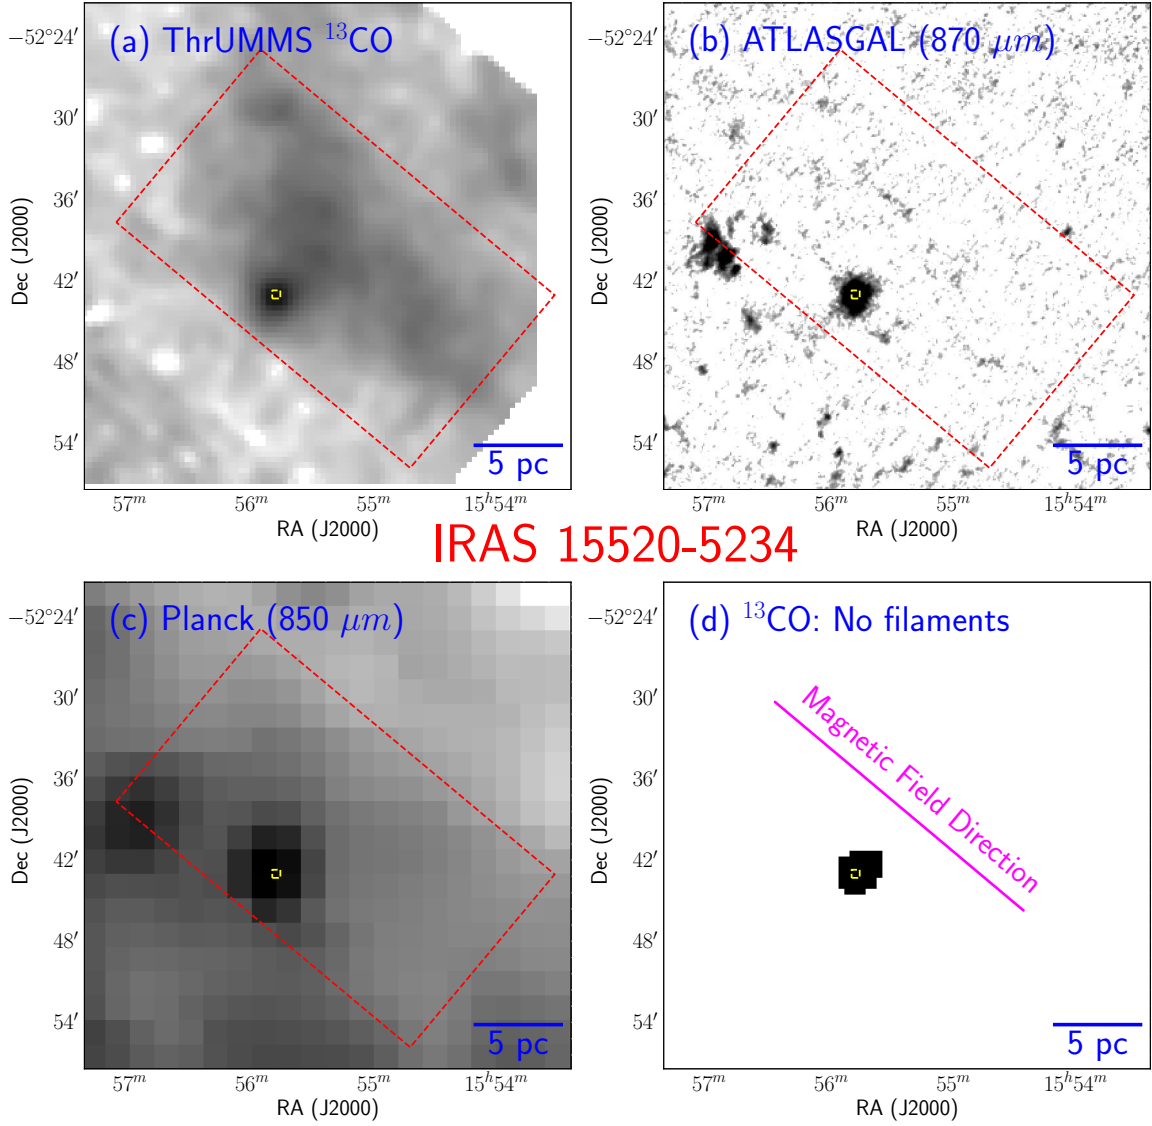 (a) ThrUMMS ¹³CO
−52°24′
30′
36′
42′
48′
54′
Dec (J2000)
5 pc
57ᵐ
56ᵐ
55ᵐ
15ʰ54ᵐ
RA (J2000)
(b) ATLASGAL (870 μm)
−52°24′
30′
36′
42′
48′
54′
Dec (J2000)
5 pc
57ᵐ
56ᵐ
55ᵐ
15ʰ54ᵐ
RA (J2000)
IRAS 15520-5234
(c) Planck (850 μm)
−52°24′
30′
36′
42′
48′
54′
Dec (J2000)
5 pc
57ᵐ
56ᵐ
55ᵐ
15ʰ54ᵐ
RA (J2000)
(d) ¹³CO: No filaments
−52°24′
30′
36′
42′
48′
54′
Dec (J2000)
Magnetic Field Direction
5 pc
57ᵐ
56ᵐ
55ᵐ
15ʰ54ᵐ
RA (J2000)